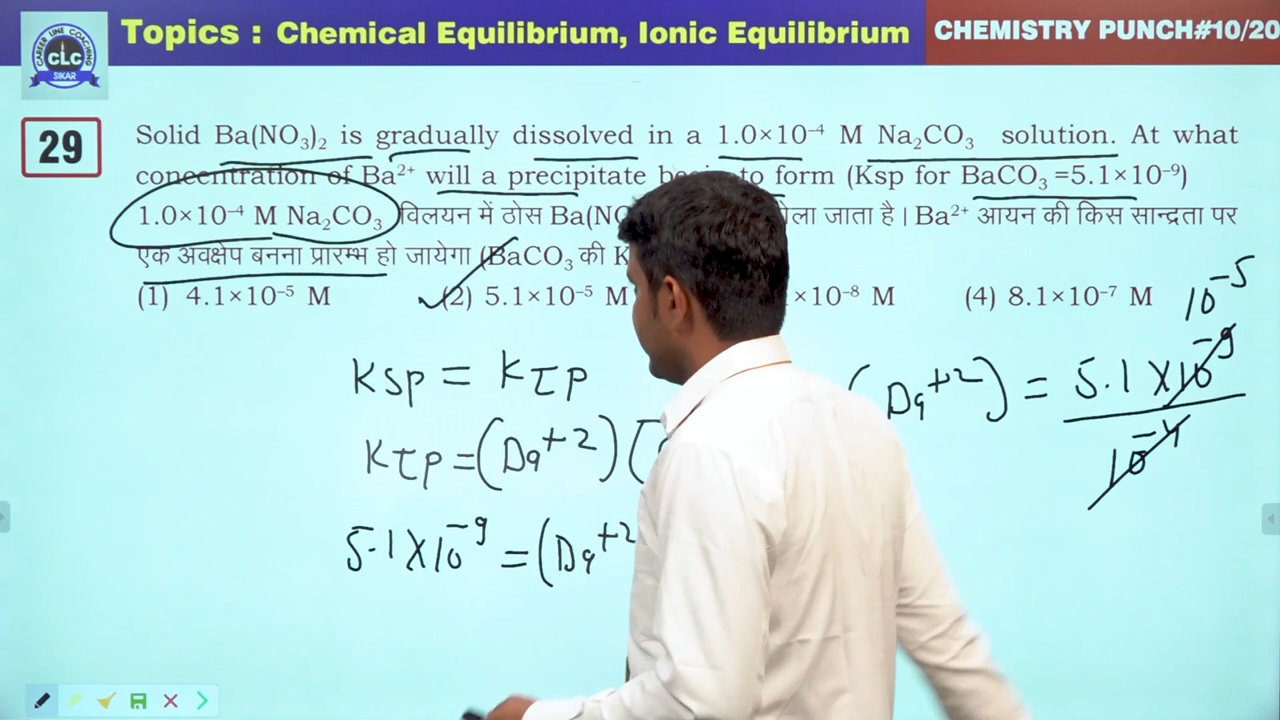 CAREER LINE COACHING
CLC
SIKAR
Topics : Chemical Equilibrium, Ionic Equilibrium
CHEMISTRY PUNCH#10/20
29
Solid Ba(NO₃)₂ is gradually dissolved in a 1.0×10⁻⁴ M Na₂CO₃ solution. At what
concentration of Ba²⁺ will a precipitate to form (Ksp for BaCO₃ =5.1×10⁻⁹)
1.0×10⁻⁴ M Na₂CO₃ विलयन में ठोस Ba(NO जाता है। Ba²⁺ आयन की किस सान्द्रता पर
एक अवक्षेप बनना प्रारम्भ हो जायेगा (BaCO₃ की K
(1) 4.1×10⁻⁵ M (2) 5.1×10⁻⁵ M ×10⁻⁸ M (4) 8.1×10⁻⁷ M
10⁻⁵
Ksp = KIP
(Ba⁺²) = 5.1 X 10⁻⁹
10⁻⁴
KIP = (Ba⁺²) [
5.1 X 10⁻⁹ = (Ba⁺²